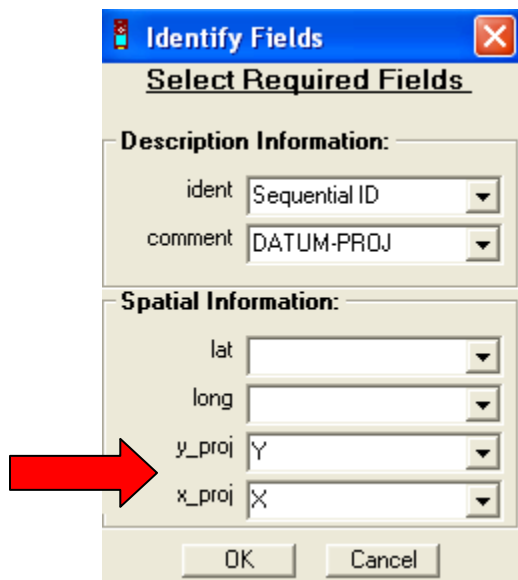 Identify Fields
Select Required Fields
Description Information:
ident Sequential ID
comment DATUM-PROJ
Spatial Information:
lat
long
y_proj Y
x_proj X
OK Cancel